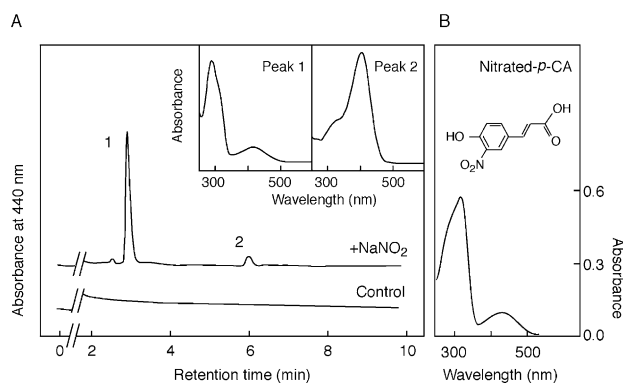 A
B
Absorbance at 440 nm
Absorbance
Peak 1
Peak 2
300 500 300 500
Wavelength (nm)
1
2
+NaNO2
Control
0 2 4 6 8 10
Retention time (min)
Nitrated-p-CA
OH
HO
O
O2N
0.6
0.3
0.0
Absorbance
300 500
Wavelength (nm)